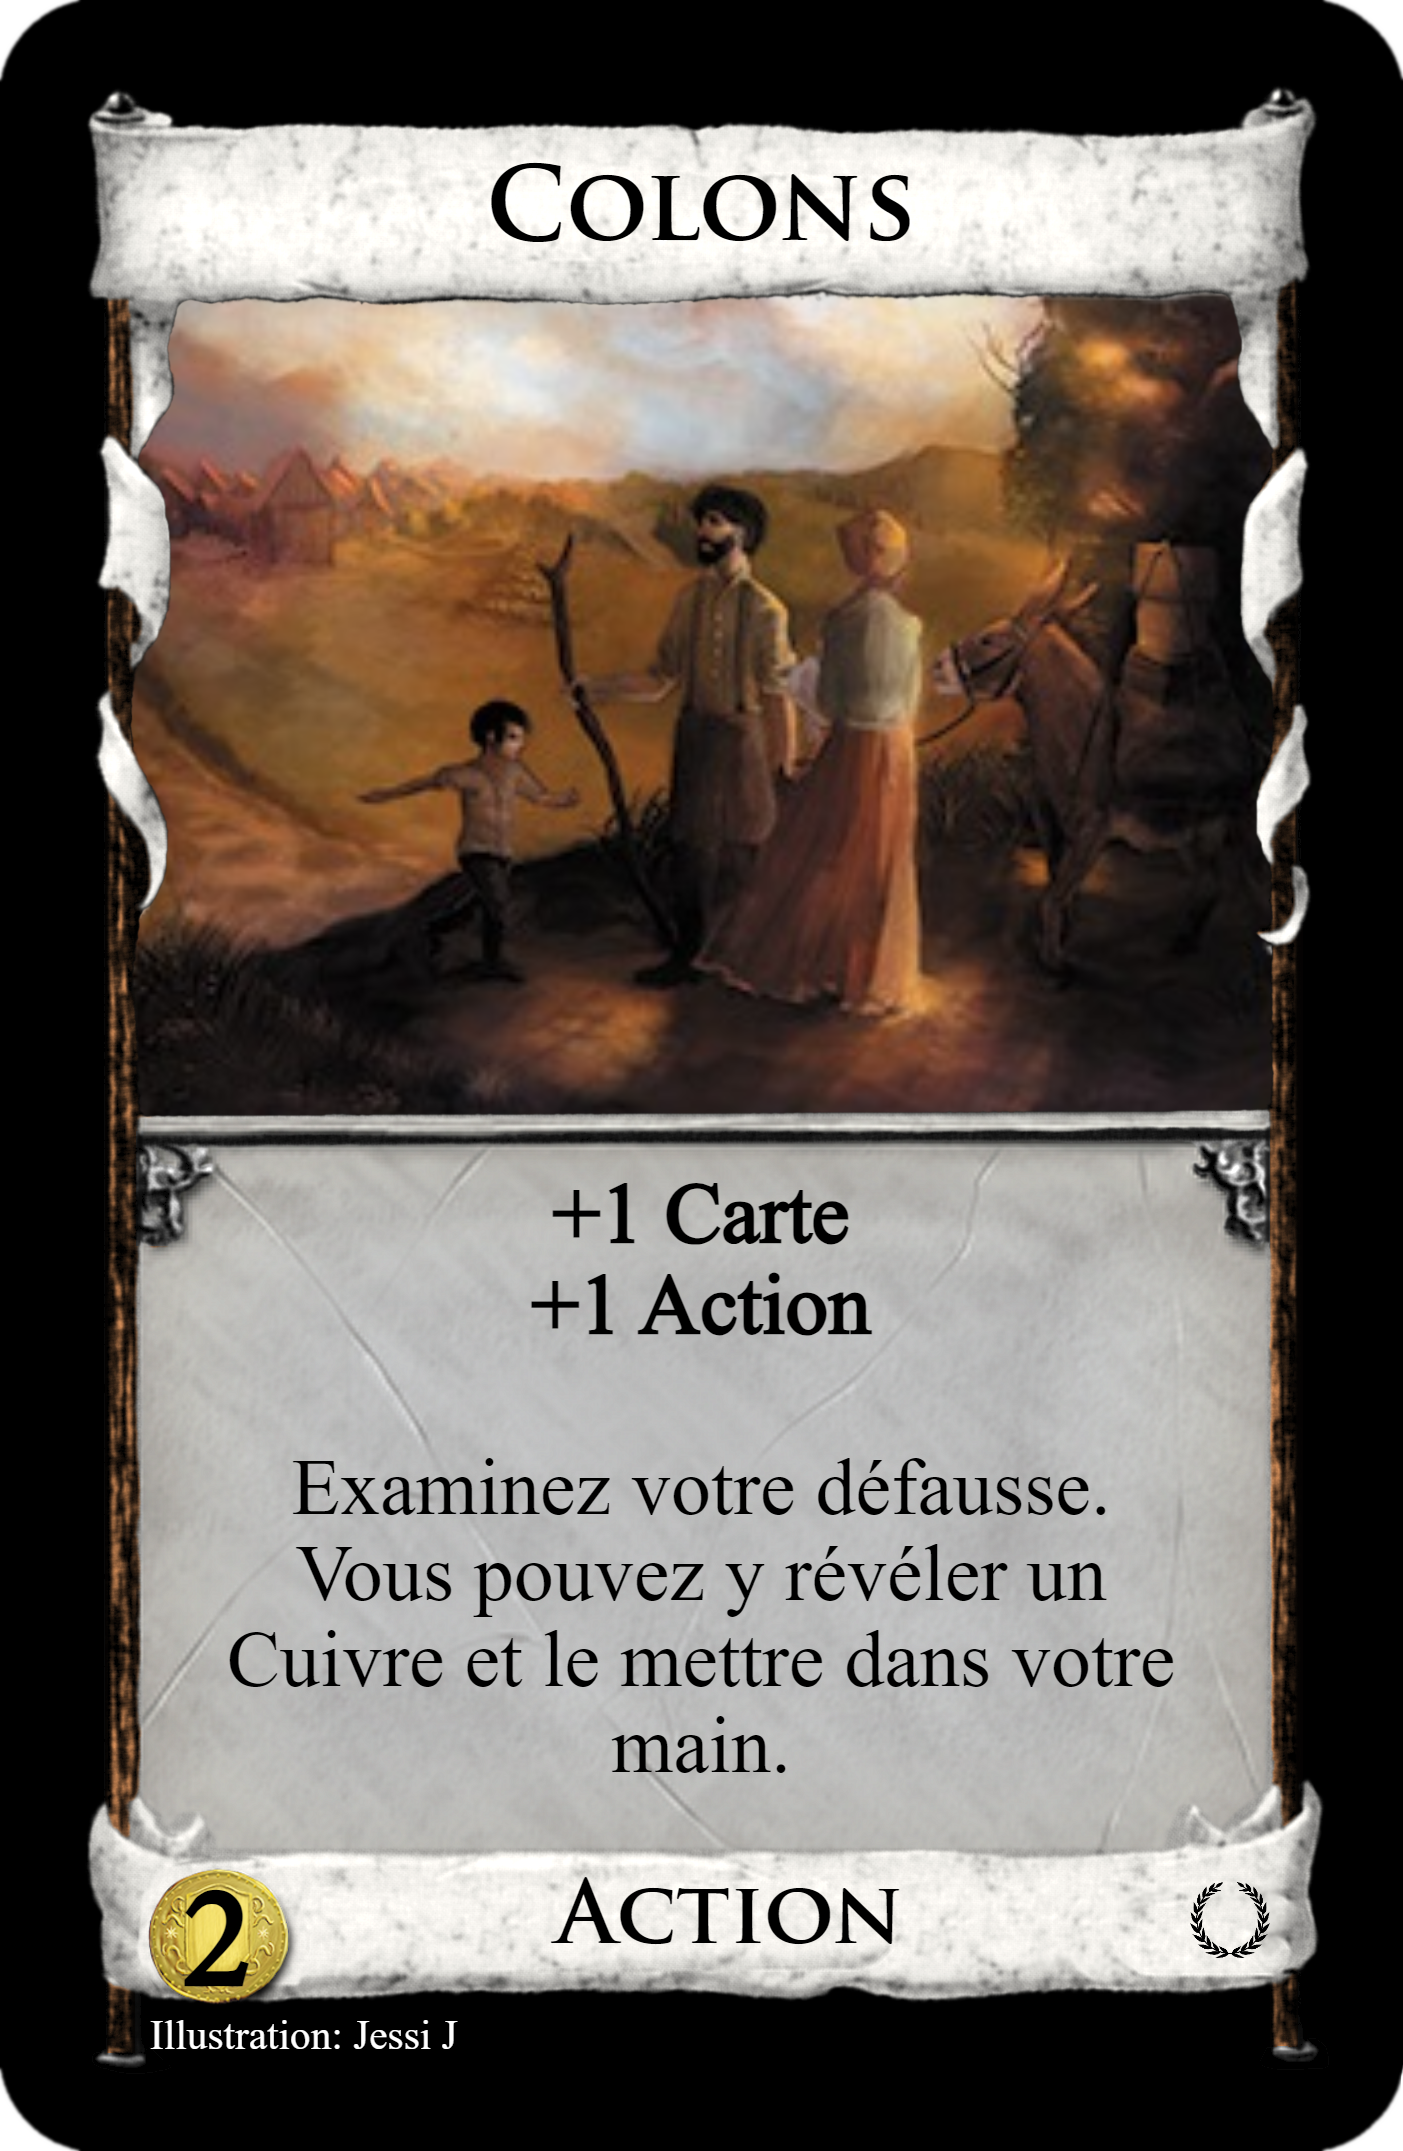 Colons
+1 Carte
+1 Action
Examinez votre défausse.
Vous pouvez y révéler un
Cuivre et le mettre dans votre
main.
2
Action
Illustration: Jessi J